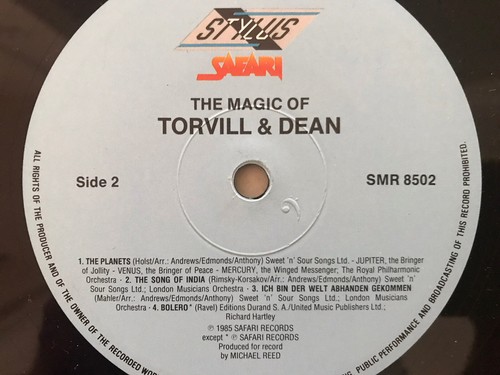 STYLUS
SAFARI
THE MAGIC OF
TORVILL & DEAN
Side 2
SMR 8502
1. THE PLANETS (Holst/Arr.: Andrews/Edmonds/Anthony) Sweet 'n' Sour Songs Ltd. - JUPITER, the Bringer
of Jollity - VENUS, the Bringer of Peace - MERCURY, the Winged Messenger; The Royal Philharmonic
Orchestra - 2. THE SONG OF INDIA (Rimsky-Korsakov/Arr.: Andrews/Edmonds/Anthony) Sweet 'n'
Sour Songs Ltd.; London Musicians Orchestra - 3. ICH BIN DER WELT ABHANDEN GEKOMMEN
(Mahler/Arr.: Andrews/Edmonds/Anthony) Sweet 'n' Sour Songs Ltd.; London Musicians
Orchestra - 4. BOLERO* (Ravel) Editions Durand S.A./United Music Publishers Ltd.;
Richard Hartley
℗ 1985 SAFARI RECORDS
except * ℗ SAFARI RECORDS
Produced for record
by MICHAEL REED
ALL RIGHTS OF THE PRODUCER AND OF THE OWNER OF THE RECORDED
PUBLIC PERFORMANCE AND BROADCASTING OF THIS RECORD PROHIBITED.